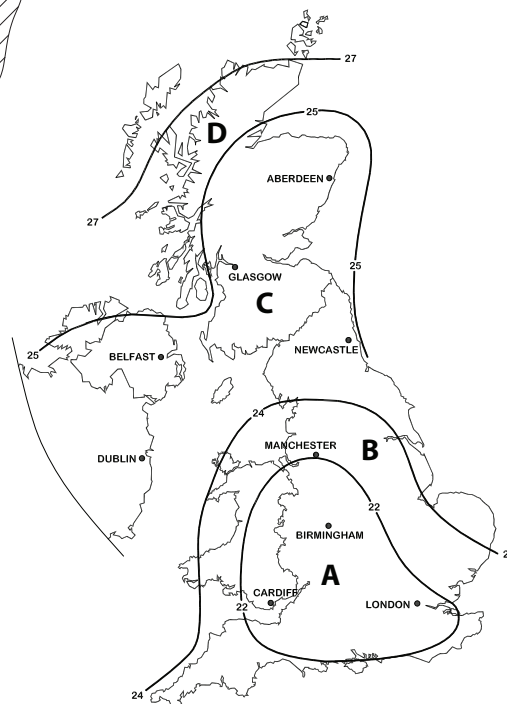 27
25
D
ABERDEEN
27
25
GLASGOW
C
NEWCASTLE
25
BELFAST
24
MANCHESTER
B
DUBLIN
22
BIRMINGHAM
A
CARDIFF
22
LONDON
24